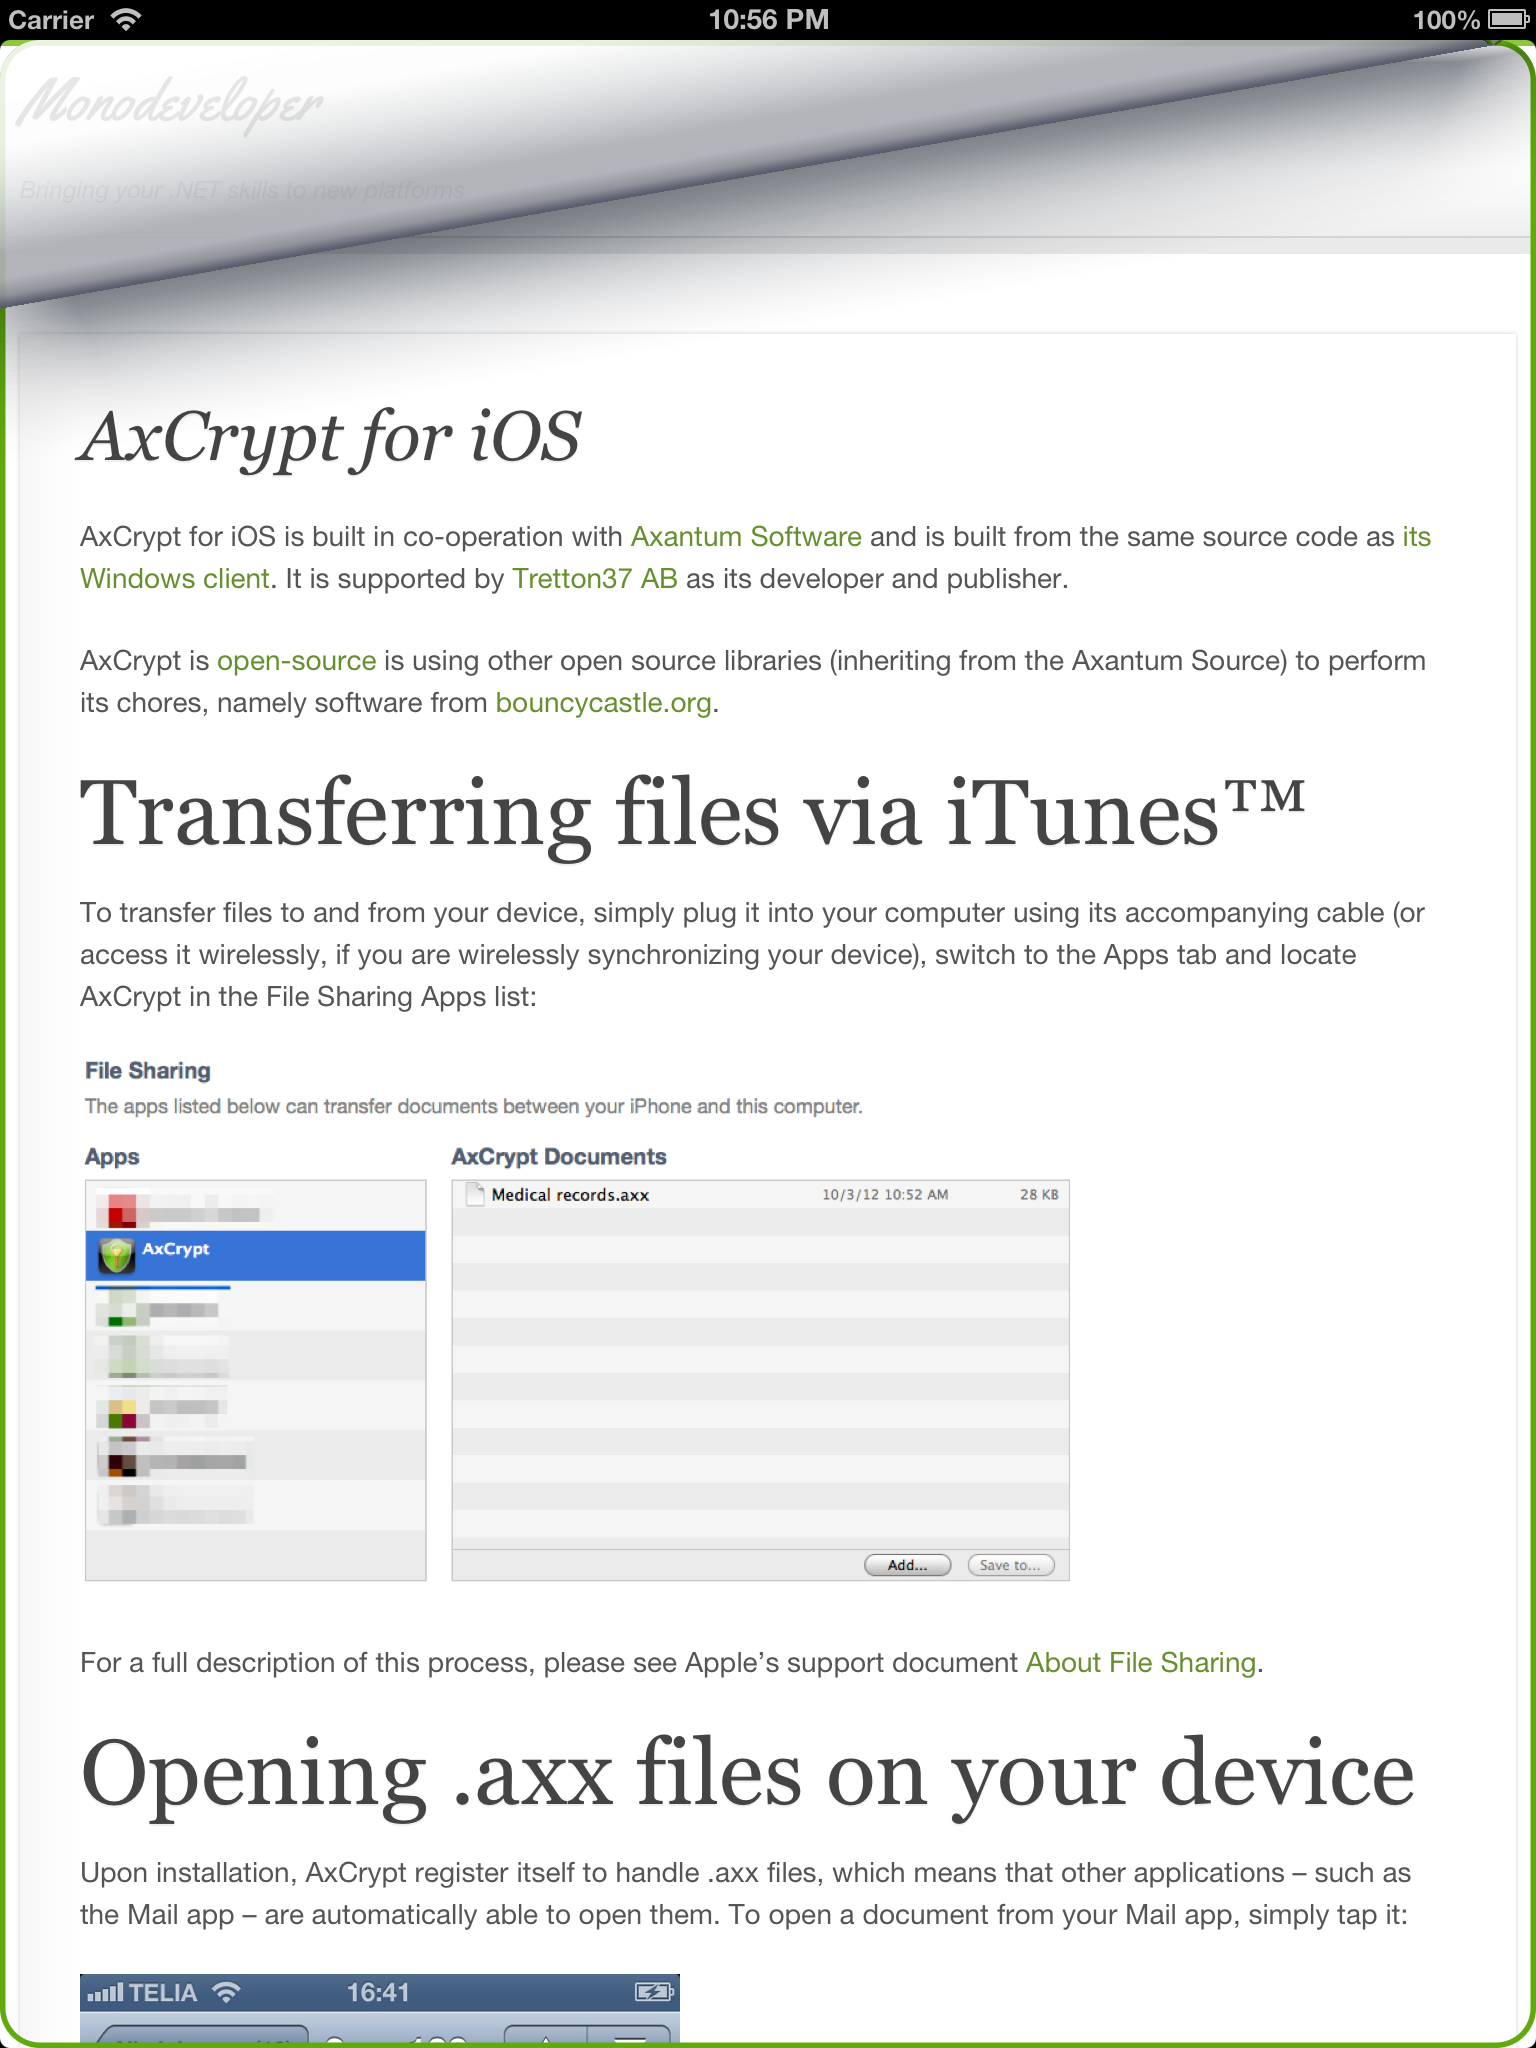 Carrier 10:56 PM 100%
Monodeveloper
Bringing your .NET skills to new platforms
AxCrypt for iOS
AxCrypt for iOS is built in co-operation with Axantum Software and is built from the same source code as its
Windows client. It is supported by Tretton37 AB as its developer and publisher.
AxCrypt is open-source is using other open source libraries (inheriting from the Axantum Source) to perform
its chores, namely software from bouncycastle.org.
Transferring files via iTunes™
To transfer files to and from your device, simply plug it into your computer using its accompanying cable (or
access it wirelessly, if you are wirelessly synchronizing your device), switch to the Apps tab and locate
AxCrypt in the File Sharing Apps list:
File Sharing
The apps listed below can transfer documents between your iPhone and this computer.
Apps
AxCrypt Documents
Medical records.axx 10/3/12 10:52 AM 28 KB
AxCrypt
Add... Save to...
For a full description of this process, please see Apple’s support document About File Sharing.
Opening .axx files on your device
Upon installation, AxCrypt register itself to handle .axx files, which means that other applications – such as
the Mail app – are automatically able to open them. To open a document from your Mail app, simply tap it:
TELIA 16:41